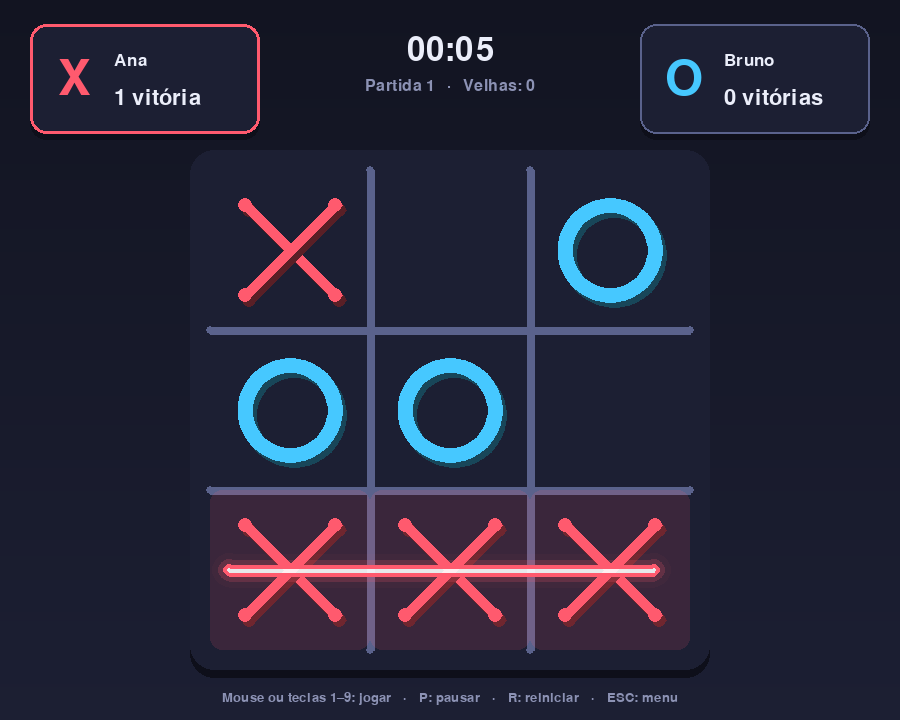 X
Ana
1 vitória
00:05
Partida 1 · Velhas: 0
O
Bruno
0 vitórias
Mouse ou teclas 1–9: jogar · P: pausar · R: reiniciar · ESC: menu